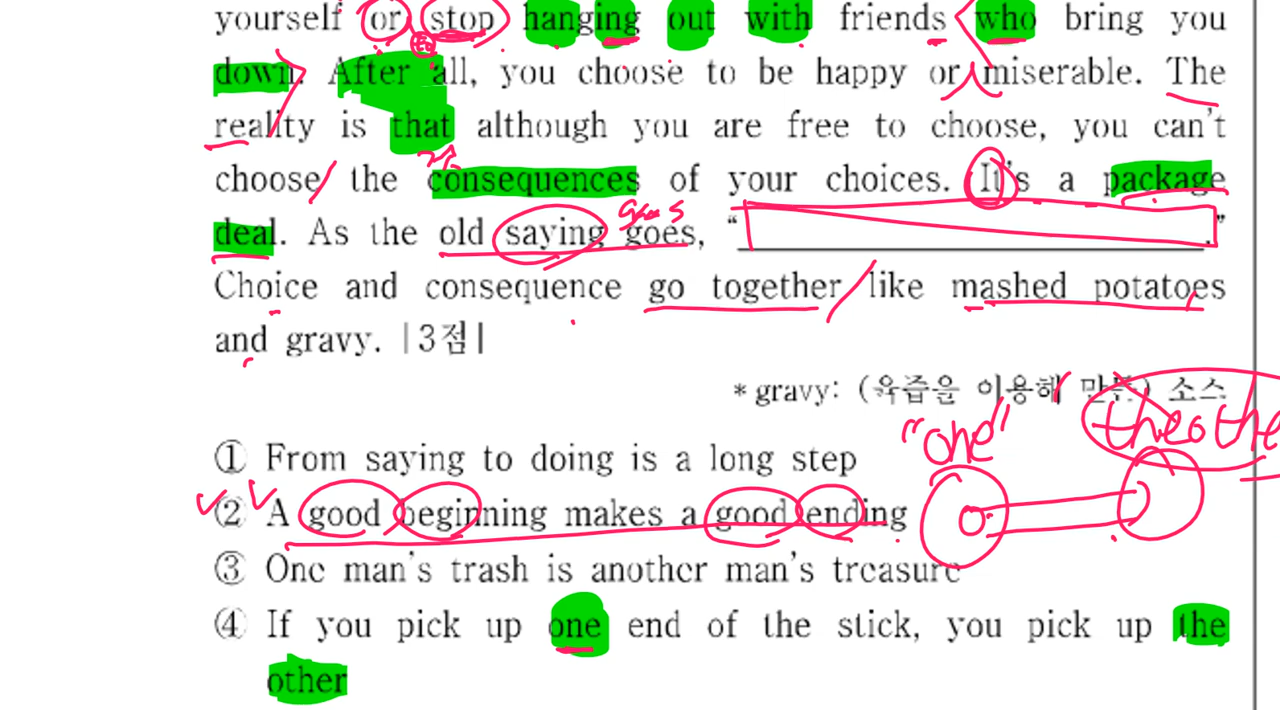 yourself or stop hanging out with friends who bring you
down. After all, you choose to be happy or miserable. The
reality is that although you are free to choose, you can't
choose the consequences of your choices. It's a package
deal. As the old saying goes, " ."
Choice and consequence go together like mashed potatoes
and gravy. |3점|
* gravy: (육즙을 이용해 만든) 소스
"one" the othe
① From saying to doing is a long step
② A good beginning makes a good ending
③ One man's trash is another man's treasure
④ If you pick up one end of the stick, you pick up the
other